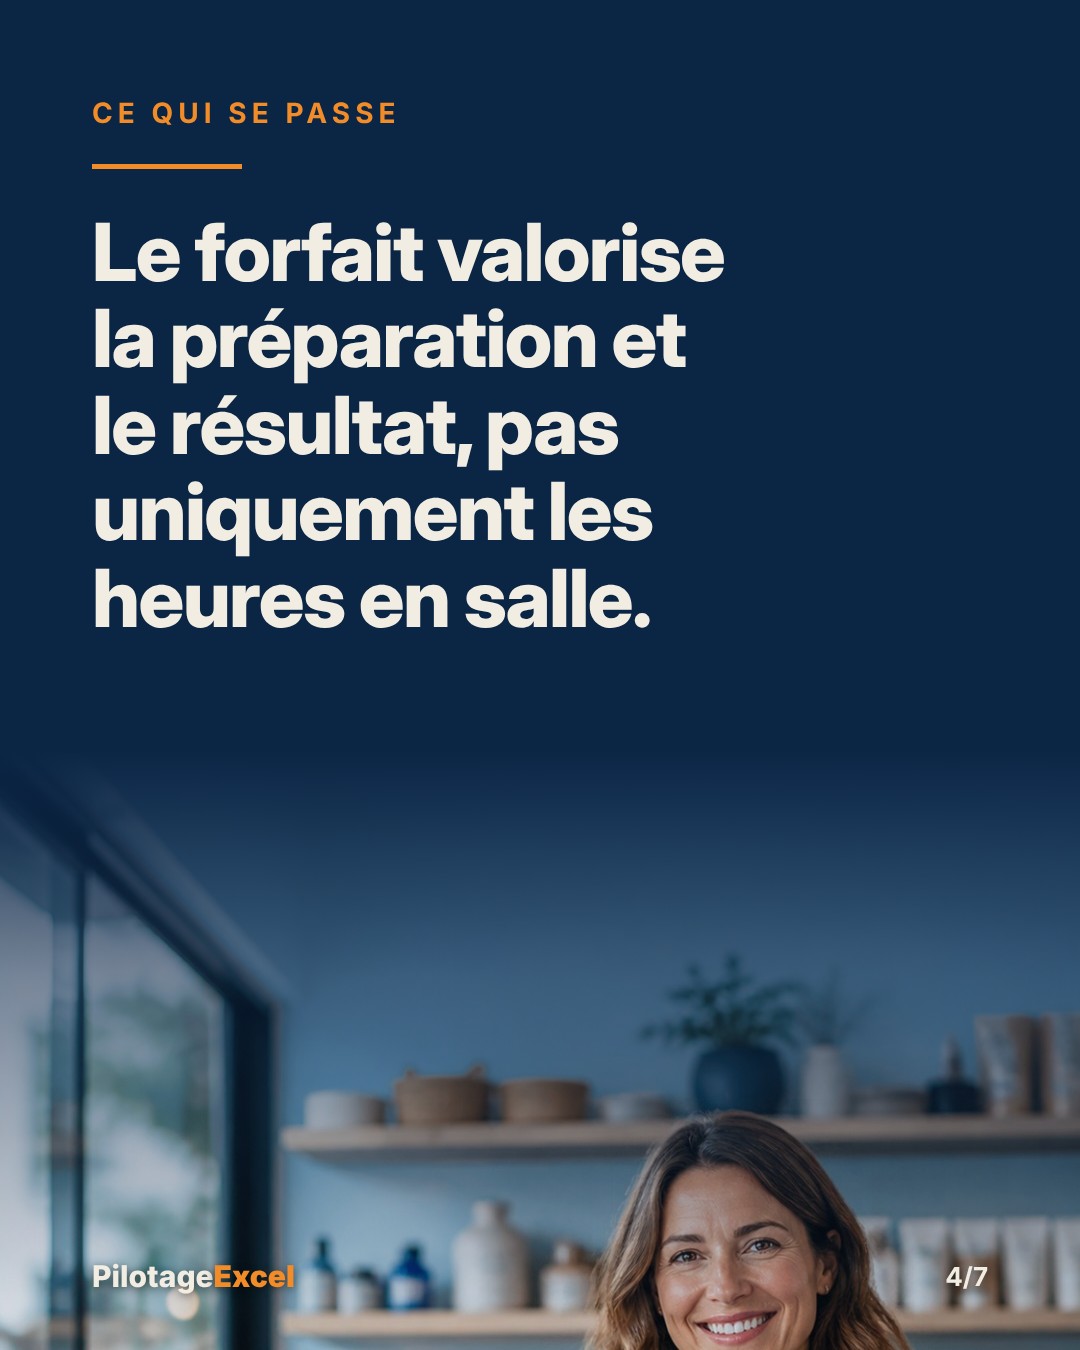 CE QUI SE PASSE
Le forfait valorise
la préparation et
le résultat, pas
uniquement les
heures en salle.
PilotageExcel
4/7